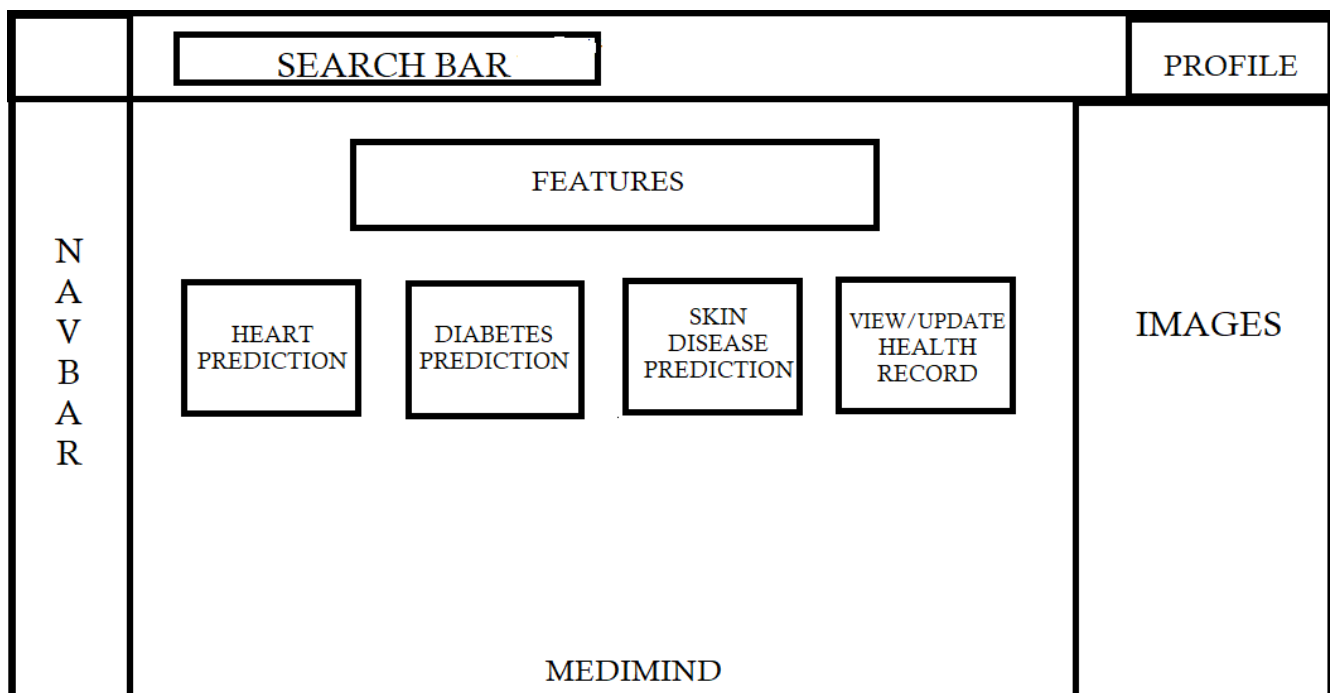 SEARCH BAR
PROFILE
FEATURES
N
A
V
B
A
R
HEART
PREDICTION
DIABETES
PREDICTION
SKIN
DISEASE
PREDICTION
VIEW/UPDATE
HEALTH
RECORD
IMAGES
MEDIMIND